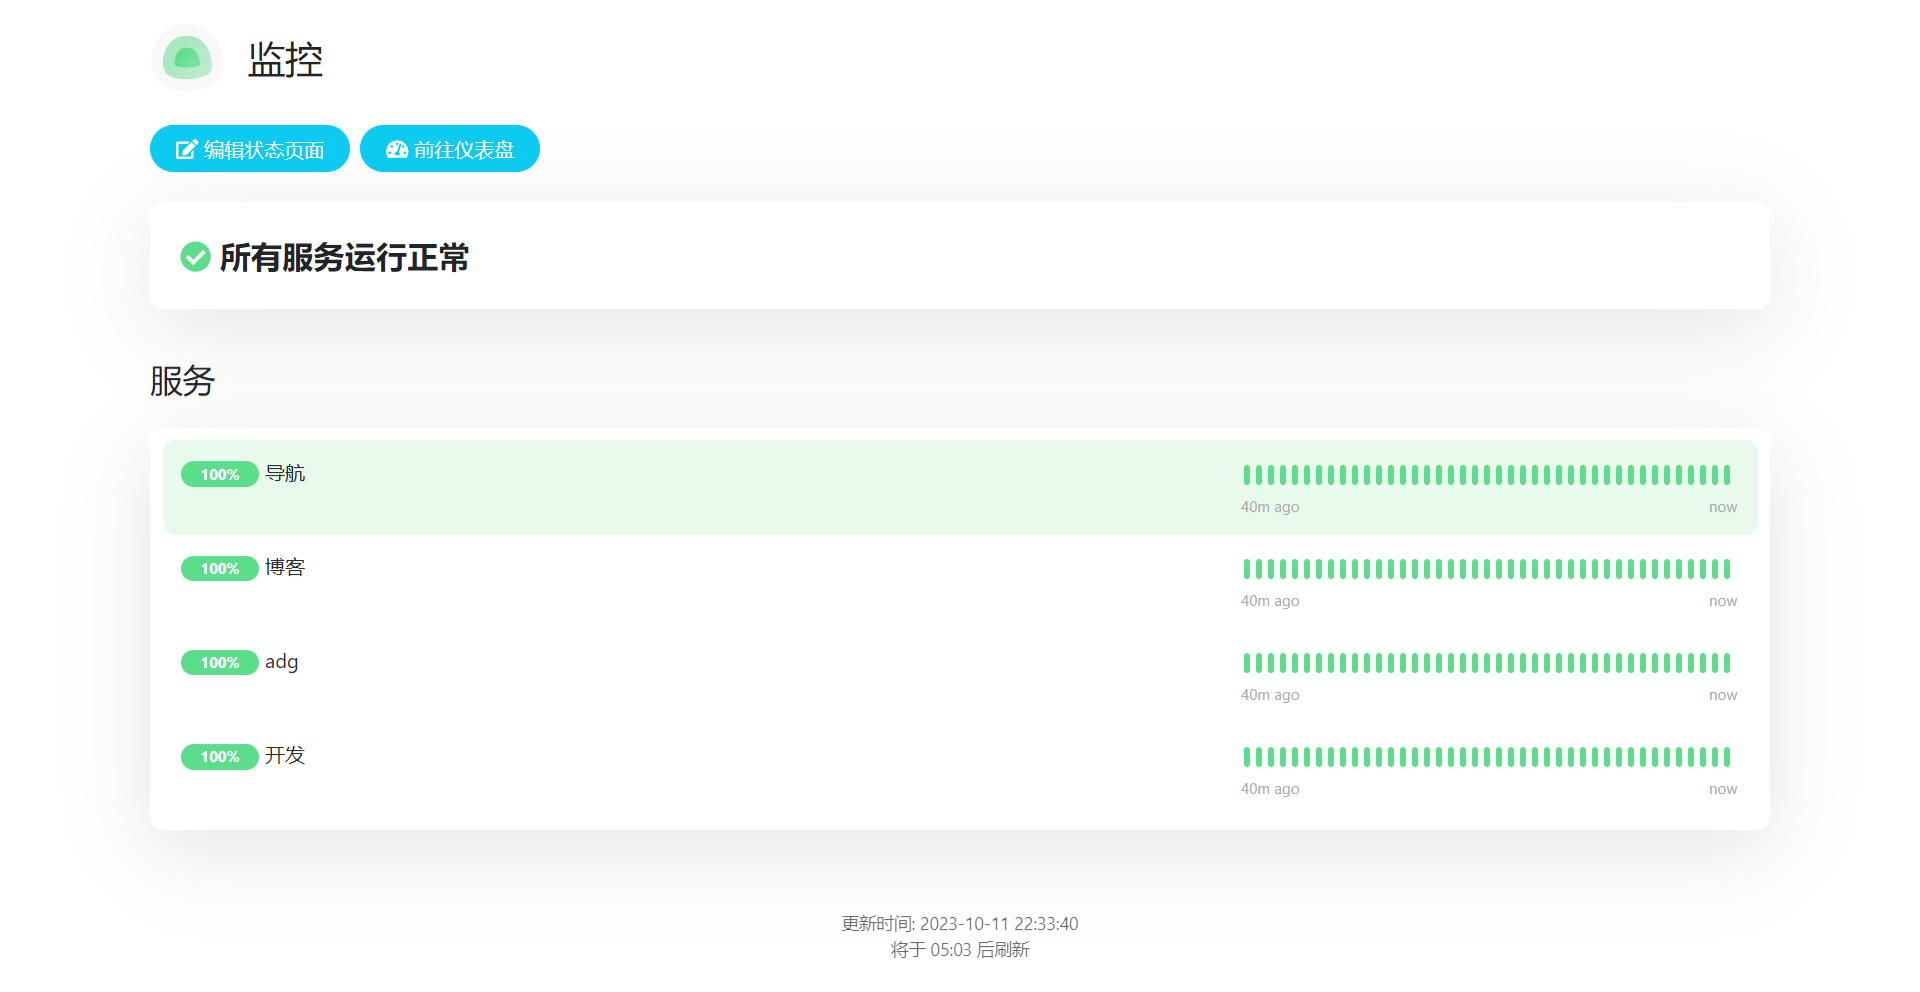 监控
编辑状态页面 前往仪表盘
所有服务运行正常
服务
100% 导航
40m ago now
100% 博客
40m ago now
100% adg
40m ago now
100% 开发
40m ago now
更新时间: 2023-10-11 22:33:40
将于 05:03 后刷新